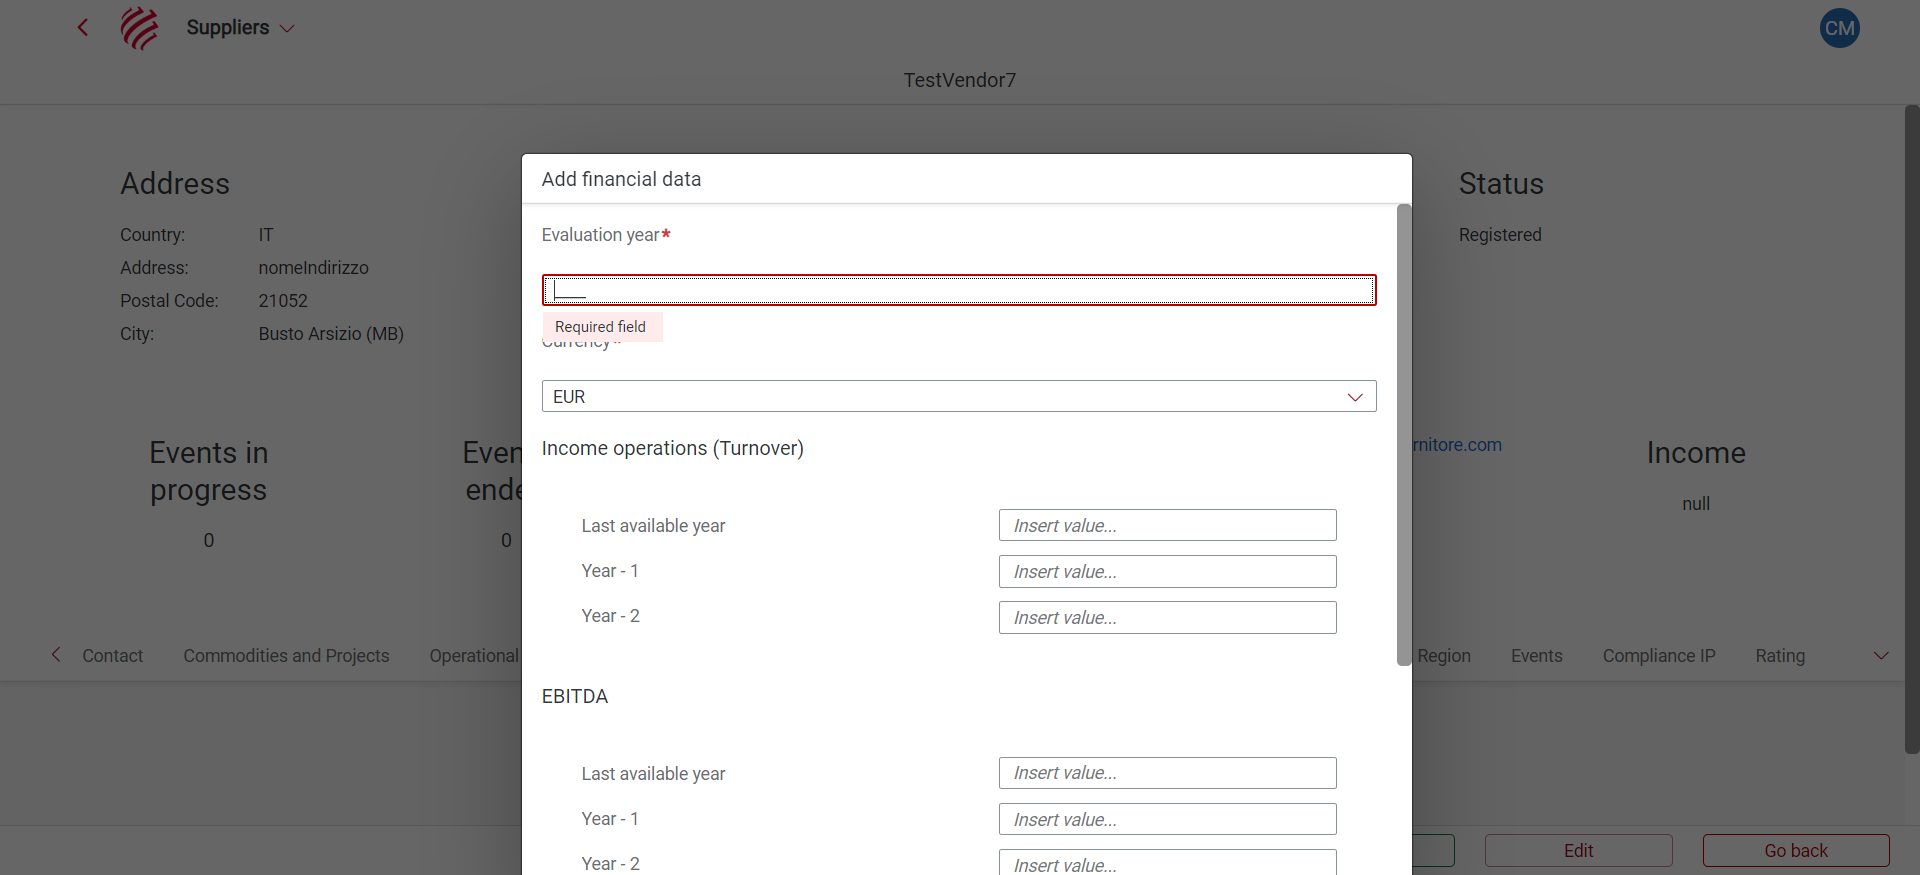 Suppliers
CM
TestVendor7
Address
Country: IT
Address: nomeIndirizzo
Postal Code: 21052
City: Busto Arsizio (MB)
Status
Registered
Events in
progress
0
0
rnitore.com
Income
null
Contact Commodities and Projects Operational Region Events Compliance IP Rating
Add financial data
Evaluation year*
____
Required field
Currency*
EUR
Income operations (Turnover)
Last available year Insert value...
Year - 1 Insert value...
Year - 2 Insert value...
EBITDA
Last available year Insert value...
Year - 1 Insert value...
Year - 2 Insert value...
Edit Go back